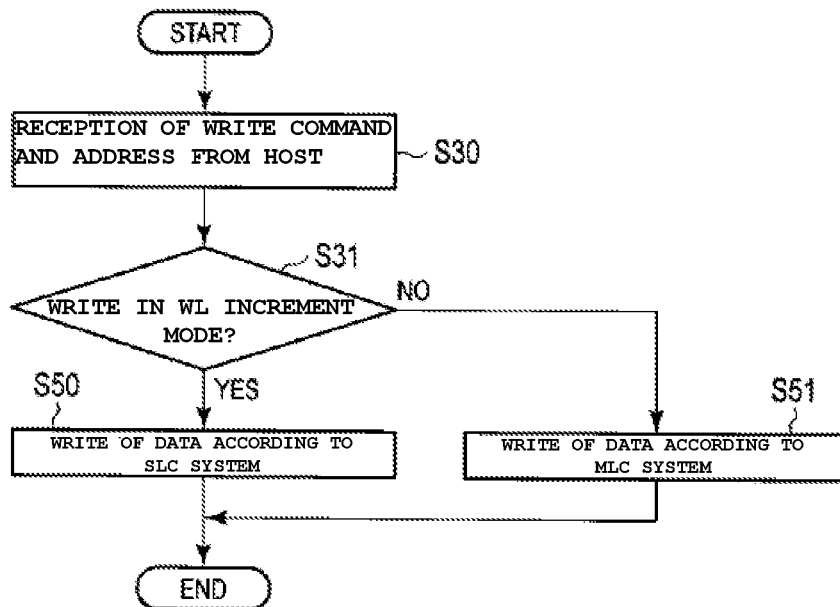 START
RECEPTION OF WRITE COMMAND
AND ADDRESS FROM HOST
S30
S31
WRITE IN WL INCREMENT
MODE?
NO
YES
S50
WRITE OF DATA ACCORDING TO
SLC SYSTEM
S51
WRITE OF DATA ACCORDING TO
MLC SYSTEM
END